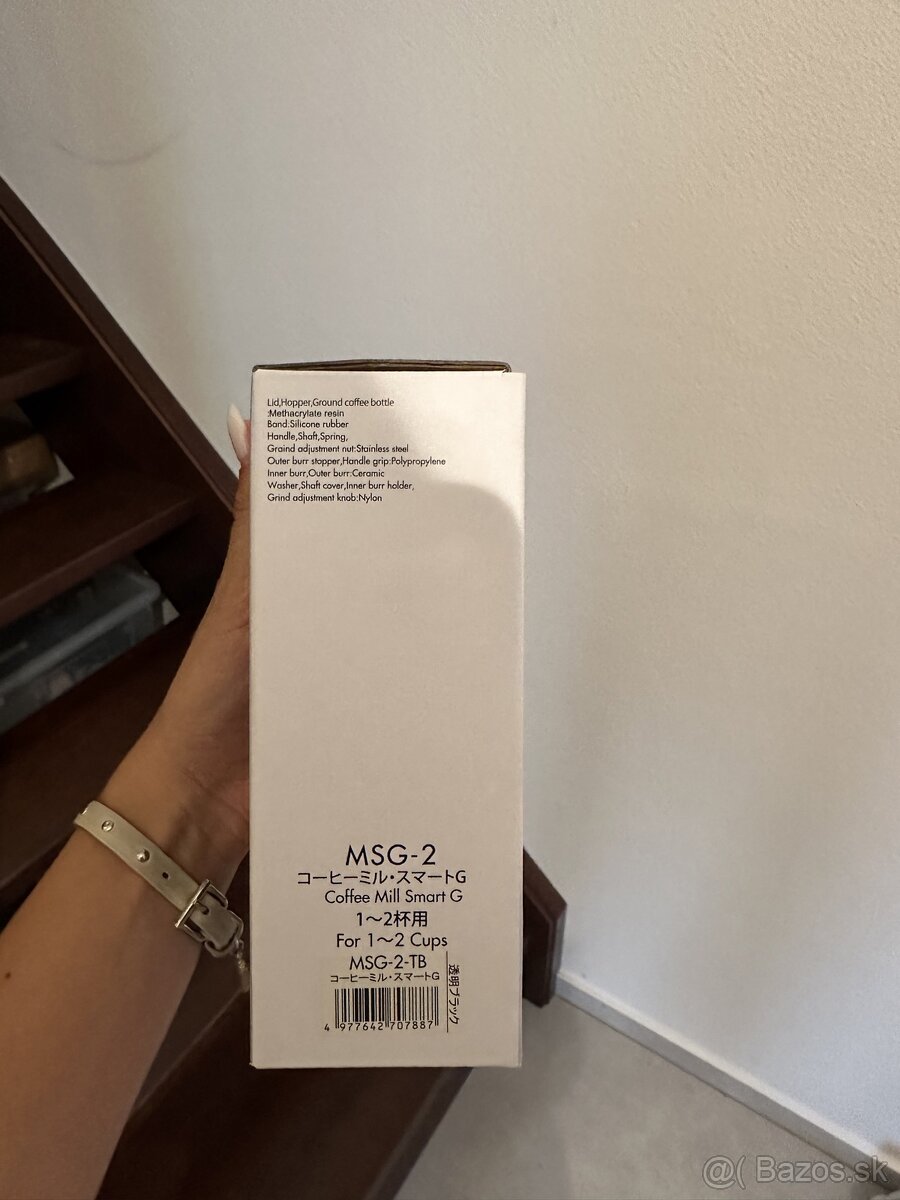 Lid,Hopper,Ground coffee bottle
:Methacrylate resin
Band:Silicone rubber
Handle,Shaft,Spring,
Graind adjustment nut:Stainless steel
Outer burr stopper,Handle grip:Polypropylene
Inner burr,Outer burr:Ceramic
Washer,Shaft cover,Inner burr holder,
Grind adjustment knob:Nylon
MSG-2
コーヒーミル・スマートG
Coffee Mill Smart G
1〜2杯用
For 1〜2 Cups
MSG-2-TB
コーヒーミル・スマートG
透明ブラック
4 977642 707887
@( Bazos.sk